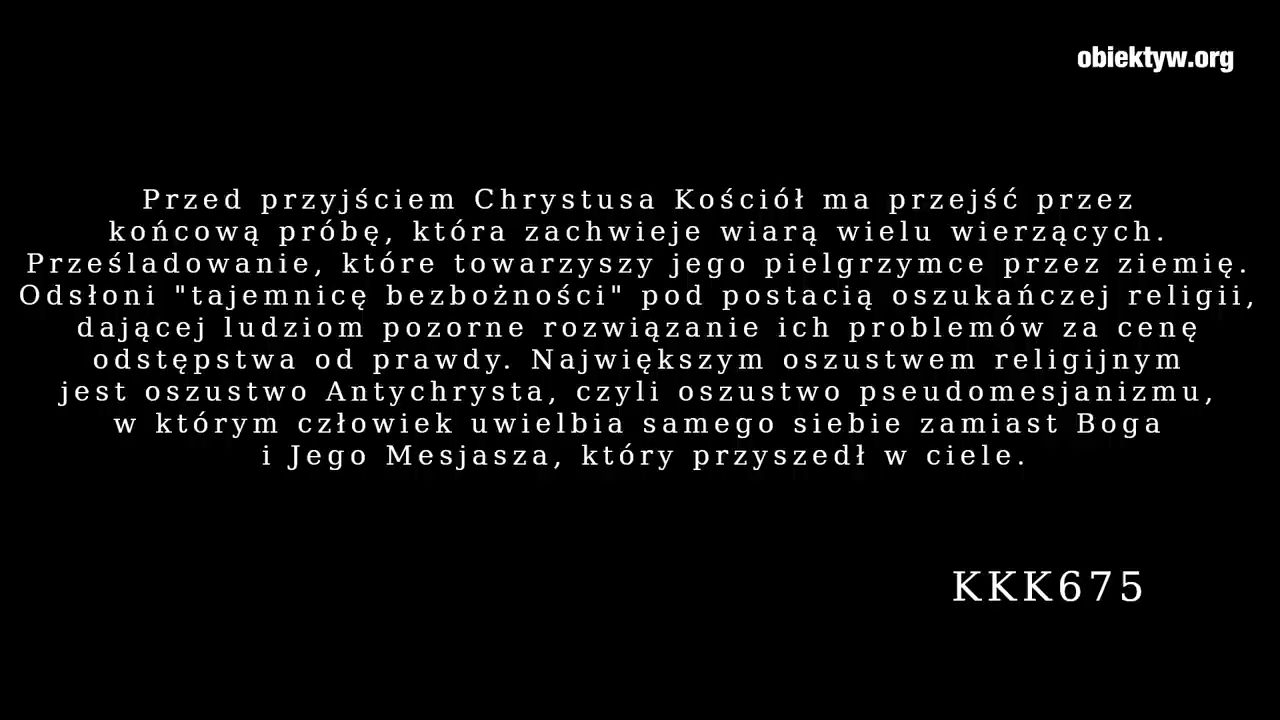 obiektyw.org
Przed przyjściem Chrystusa Kościół ma przejść przez
końcową próbę, która zachwieje wiarą wielu wierzących.
Prześladowanie, które towarzyszy jego pielgrzymce przez ziemię.
Odsłoni "tajemnicę bezbożności" pod postacią oszukańczej religii,
dającej ludziom pozorne rozwiązanie ich problemów za cenę
odstępstwa od prawdy. Największym oszustwem religijnym
jest oszustwo Antychrysta, czyli oszustwo pseudomesjanizmu,
w którym człowiek uwielbia samego siebie zamiast Boga
i Jego Mesjasza, który przyszedł w ciele.
KKK675